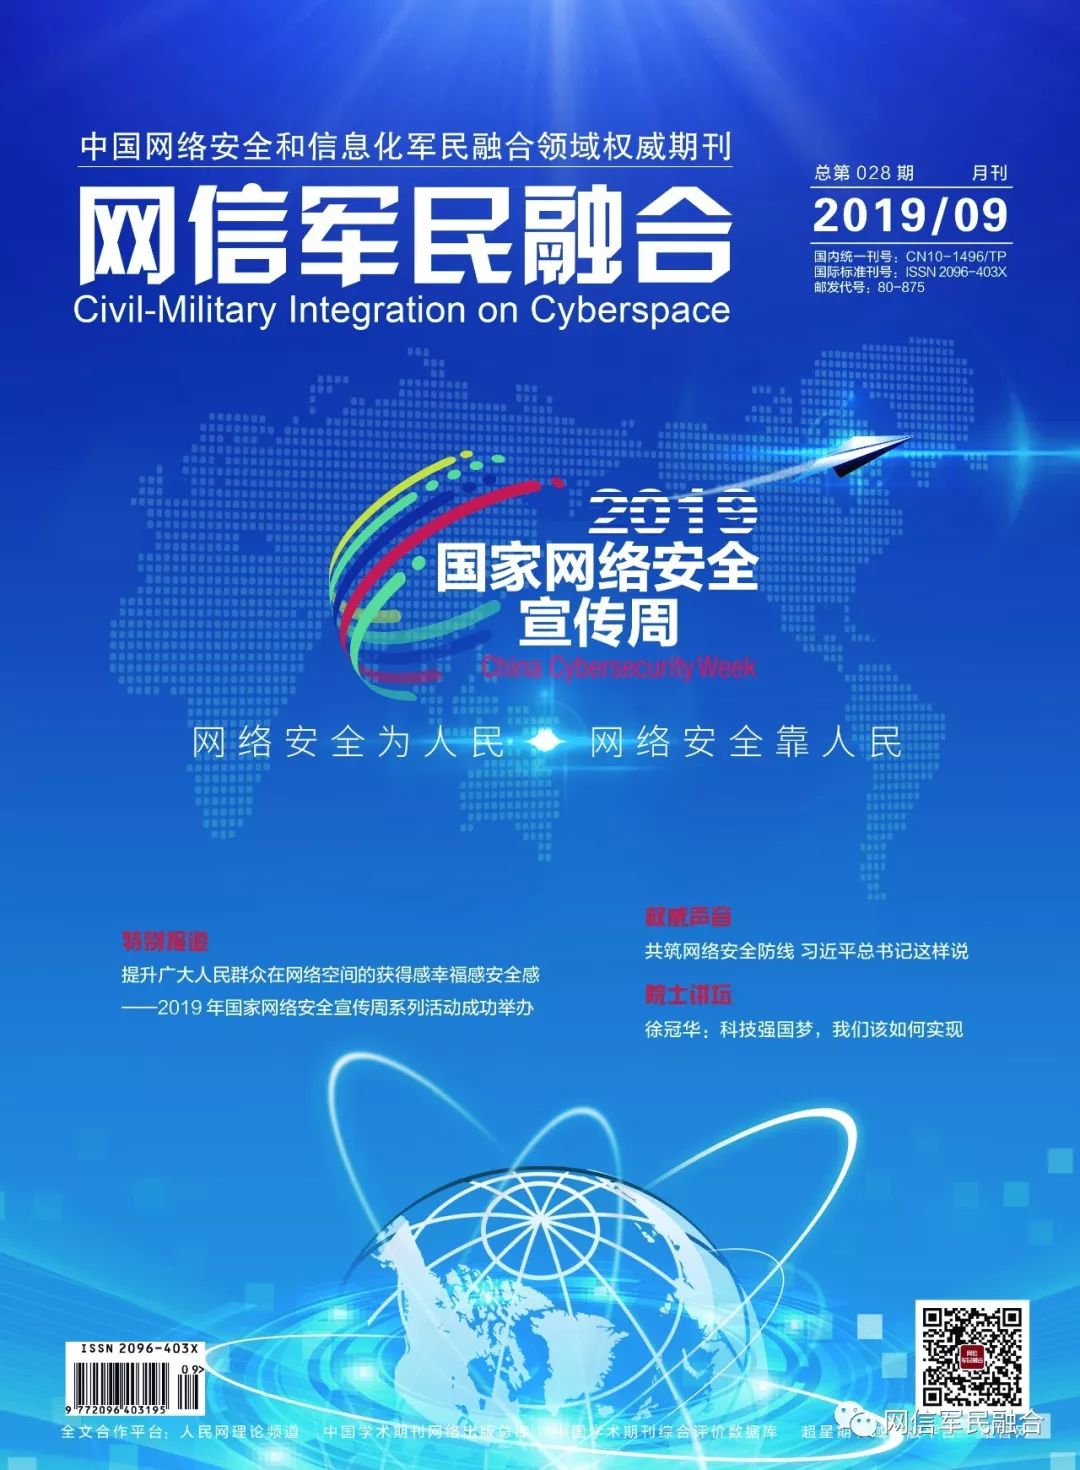 中国网络安全和信息化军民融合领域权威期刊
网信军民融合
Civil-Military Integration on Cyberspace
总第 028 期 月刊
2019/09
国内统一刊号：CN10-1496/TP
国际标准刊号：ISSN 2096-403X
邮发代号：80-875
2019
国家网络安全
宣传周
China Cybersecurity Week
网络安全为人民 网络安全靠人民
特别报道
提升广大人民群众在网络空间的获得感幸福感安全感
——2019 年国家网络安全宣传周系列活动成功举办
权威声音
共筑网络安全防线 习近平总书记这样说
院士讲坛
徐冠华：科技强国梦，我们该如何实现
ISSN 2096-403X
09>
9 772096 403195
网信
军民融合
网信军民融合
全文合作平台：人民网理论频道 中国学术期刊网络出版总库 中国学术期刊综合评价数据库 超星期